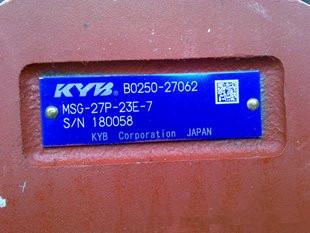 KYB® B0250-27062
MSG-27P-23E-7
S/N 180058
KYB Corporation JAPAN